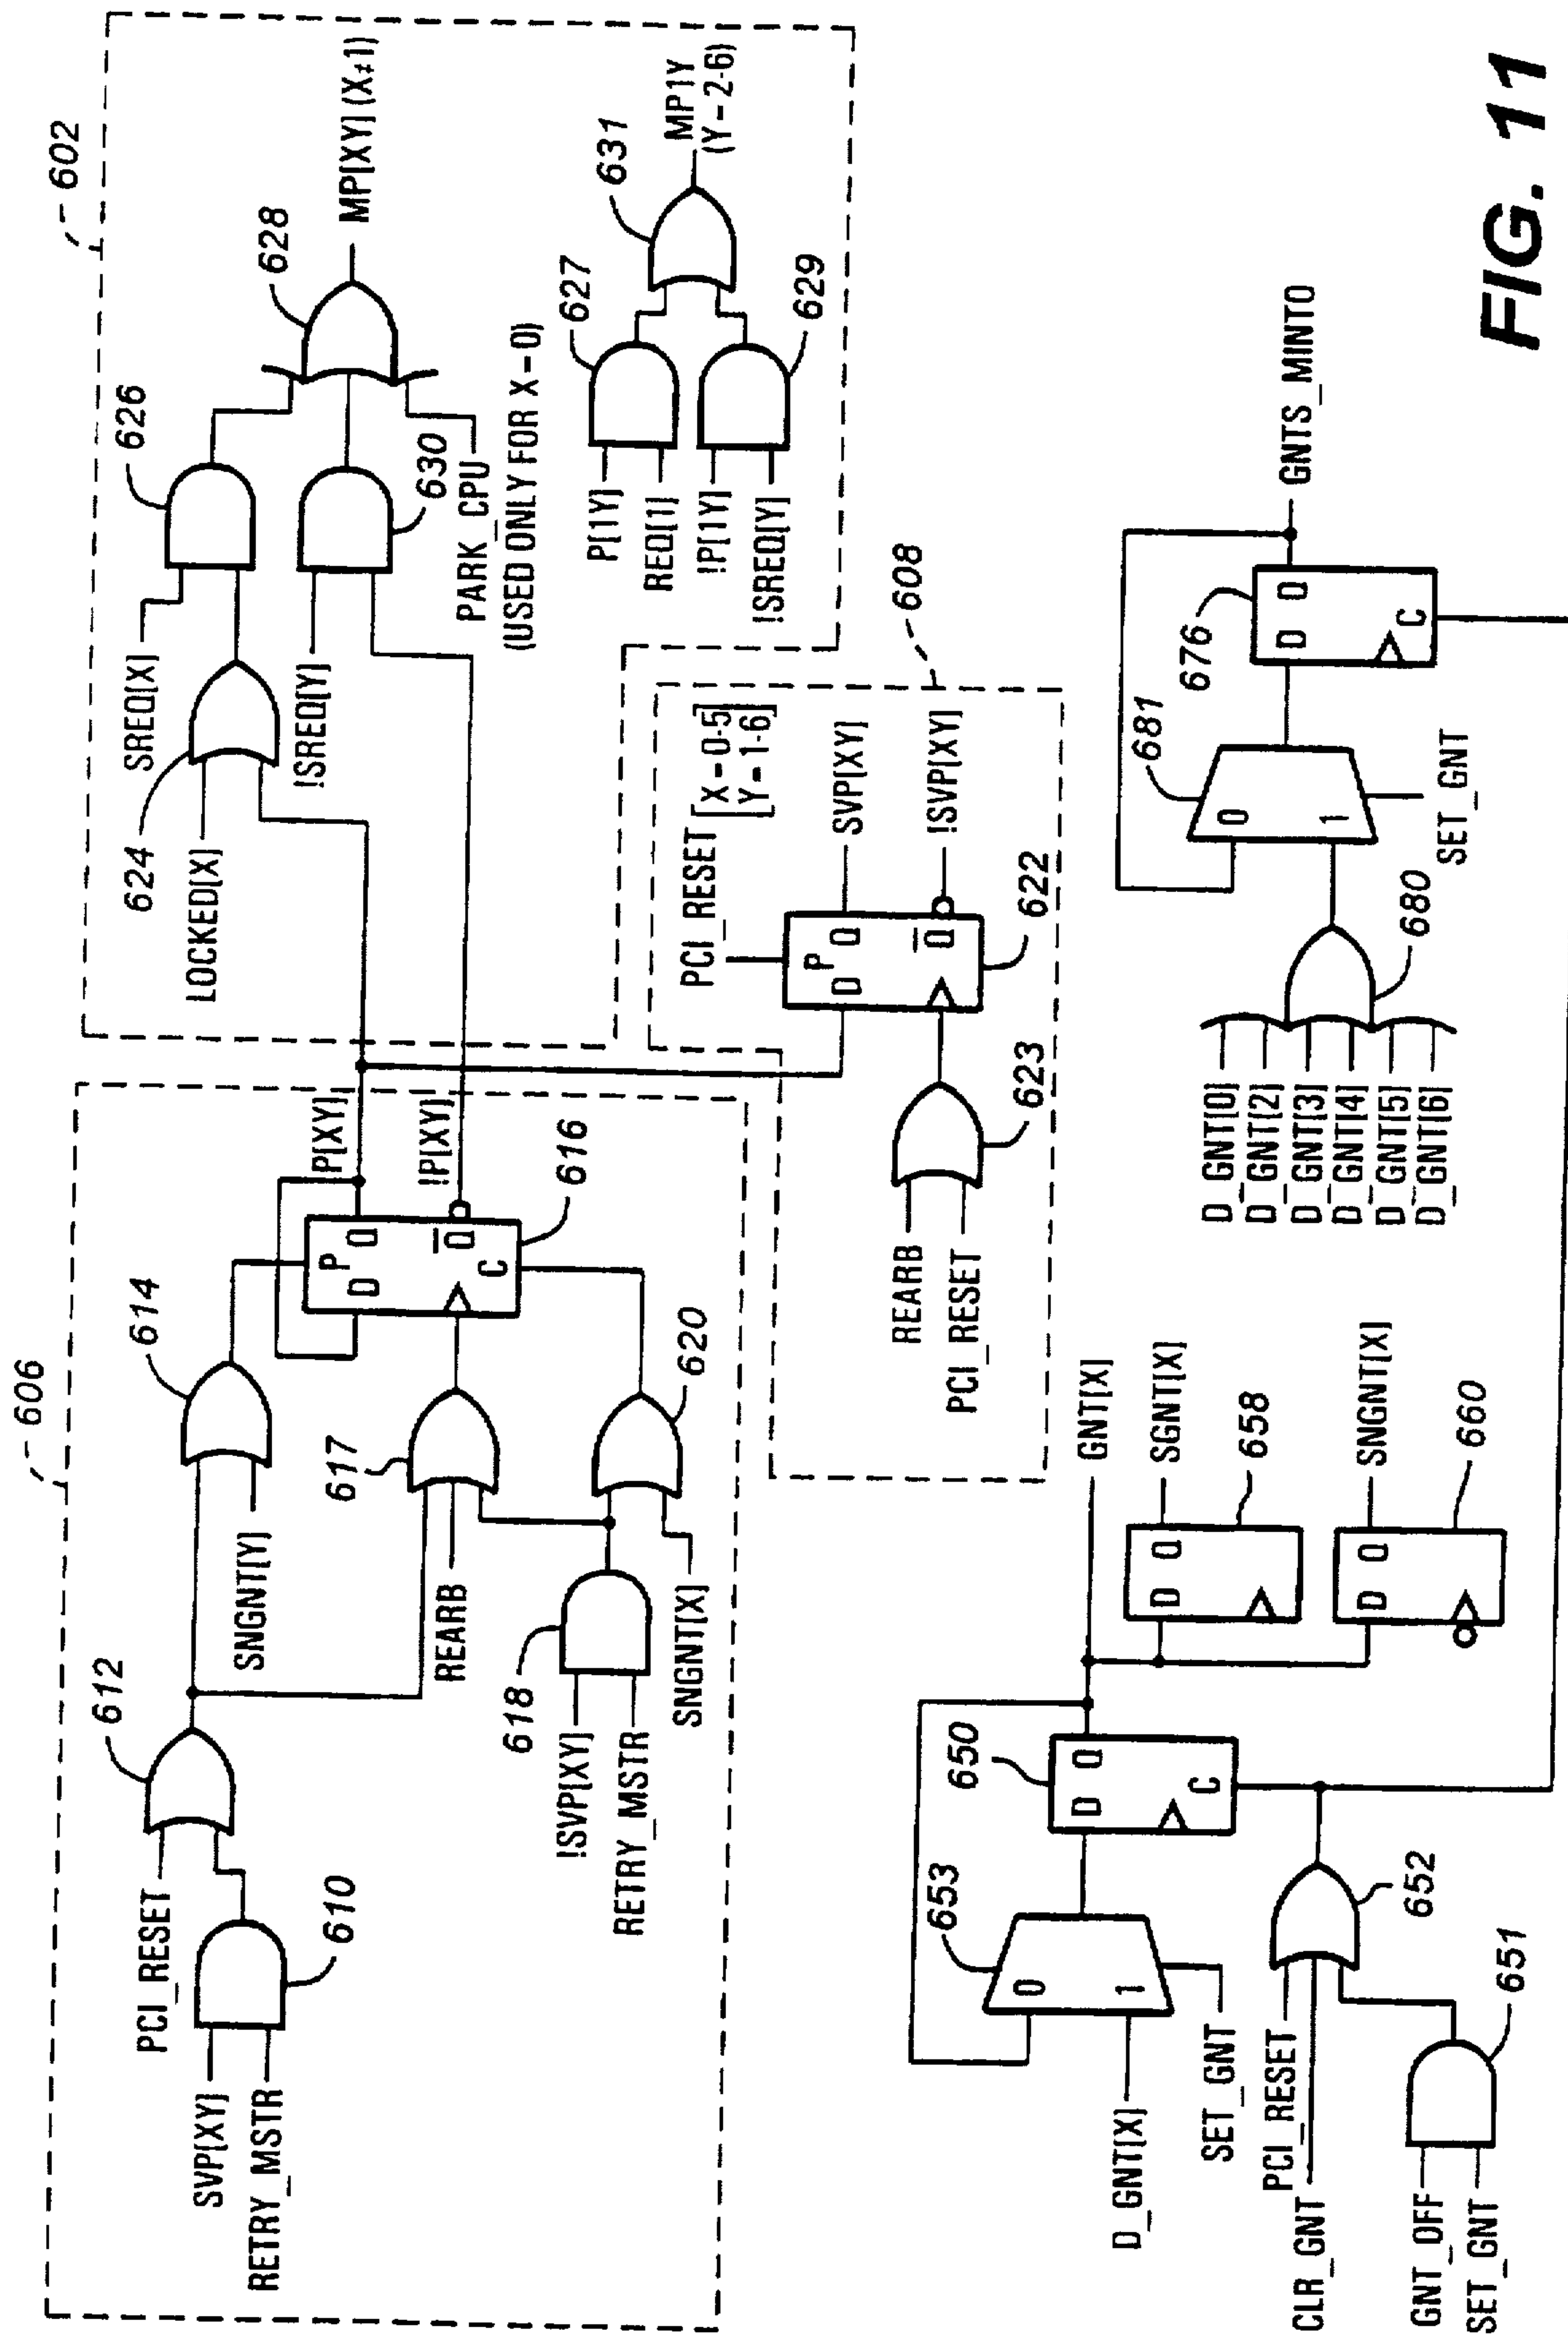 606
602
SVP[XY]
RETRY_MSTR
610
PCI_RESET
612
SNGNT[Y]
614
REARB
617
!SVP[XY]
RETRY_MSTR
618
SNGNT[X]
620
P
D Q
Q
C
616
P[XY]
!P[XY]
LOCKED[X]
624
SREQ[X]
626
!SREQ[Y]
630
PARK_CPU
(USED ONLY FOR X=0)
628
MP[XY] (X≠1)
P[1Y]
REQ[1]
627
!P[1Y]
!SREQ[Y]
629
631
MP1Y
(Y=2-6)
608
REARB
PCI_RESET
623
PCI_RESET
[X=0-5]
[Y=1-6]
P
D Q
Q
622
SVP[XY]
!SVP[XY]
D_GNT[X]
0
1
653
SET_GNT
D Q
C
650
PCI_RESET
CLR_GNT
GNT_OFF
SET_GNT
651
652
GNT[X]
D Q
658
SGNT[X]
D Q
660
SNGNT[X]
D_GNT[0]
D_GNT[2]
D_GNT[3]
D_GNT[4]
D_GNT[5]
D_GNT[6]
680
0
1
681
SET_GNT
D Q
C
676
GNTS_MINTO
FIG. 11